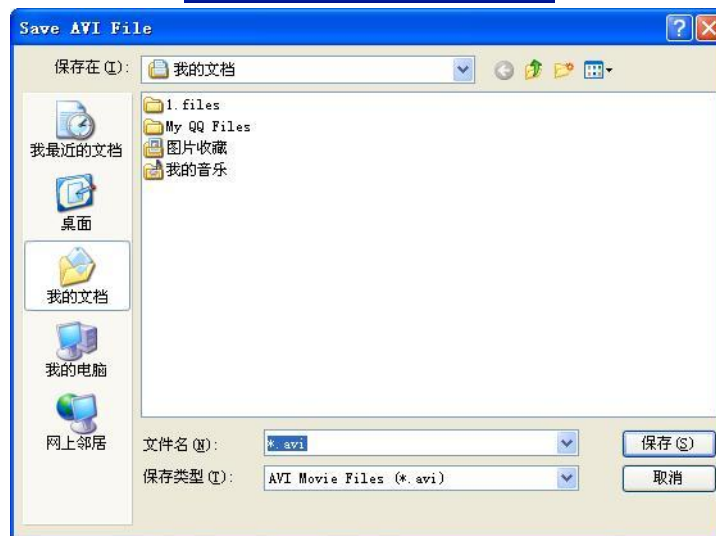 Save AVI File
保存在(I):
我的文档
1.files
My QQ Files
图片收藏
我的音乐
我最近的文档
桌面
我的文档
我的电脑
网上邻居
文件名(N):
*.avi
保存(S)
保存类型(T):
AVI Movie Files (*.avi)
取消